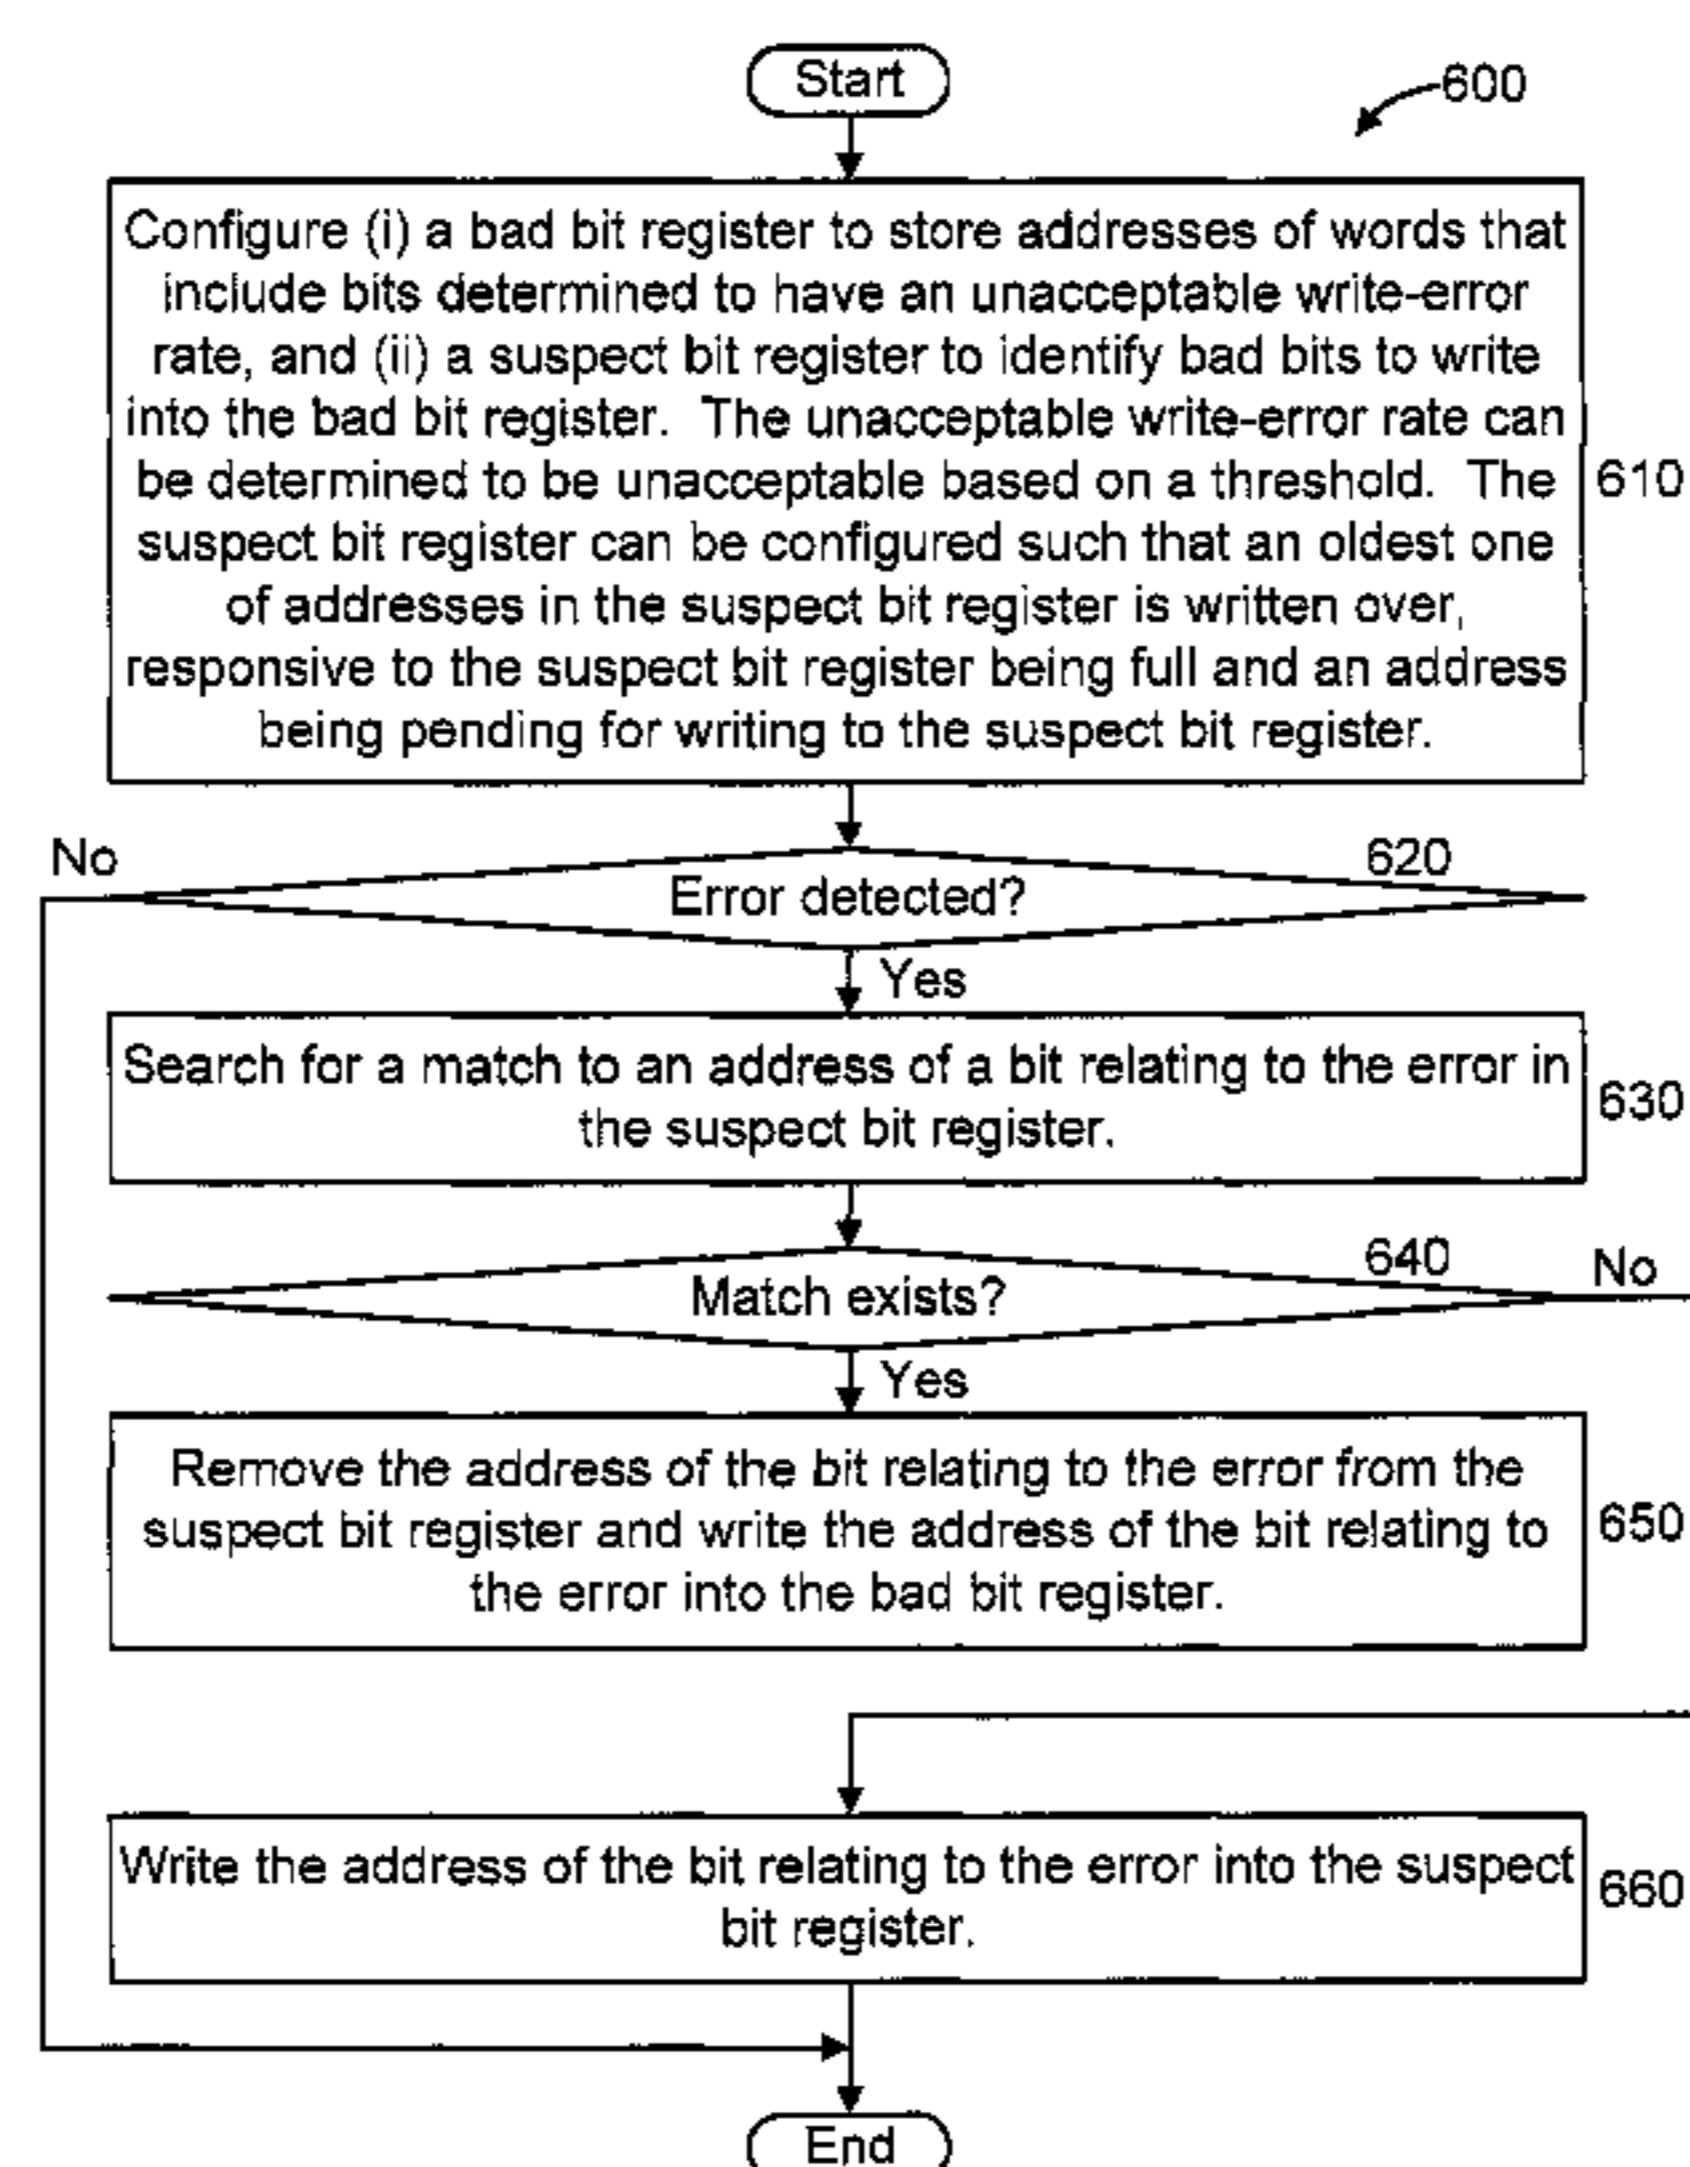 Start
600
Configure (i) a bad bit register to store addresses of words that
include bits determined to have an unacceptable write-error
rate, and (ii) a suspect bit register to identify bad bits to write
into the bad bit register. The unacceptable write-error rate can
be determined to be unacceptable based on a threshold. The
suspect bit register can be configured such that an oldest one
of addresses in the suspect bit register is written over,
responsive to the suspect bit register being full and an address
being pending for writing to the suspect bit register.
610
No
620
Error detected?
Yes
Search for a match to an address of a bit relating to the error in
the suspect bit register.
630
640
No
Match exists?
Yes
Remove the address of the bit relating to the error from the
suspect bit register and write the address of the bit relating to
the error into the bad bit register.
650
Write the address of the bit relating to the error into the suspect
bit register.
660
End